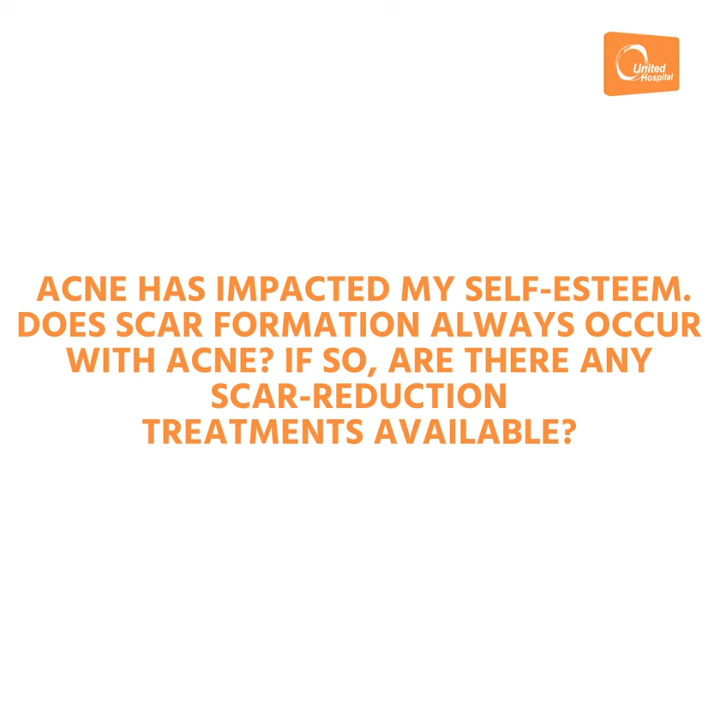 United
Hospital
ACNE HAS IMPACTED MY SELF-ESTEEM.
DOES SCAR FORMATION ALWAYS OCCUR
WITH ACNE? IF SO, ARE THERE ANY
SCAR-REDUCTION
TREATMENTS AVAILABLE?